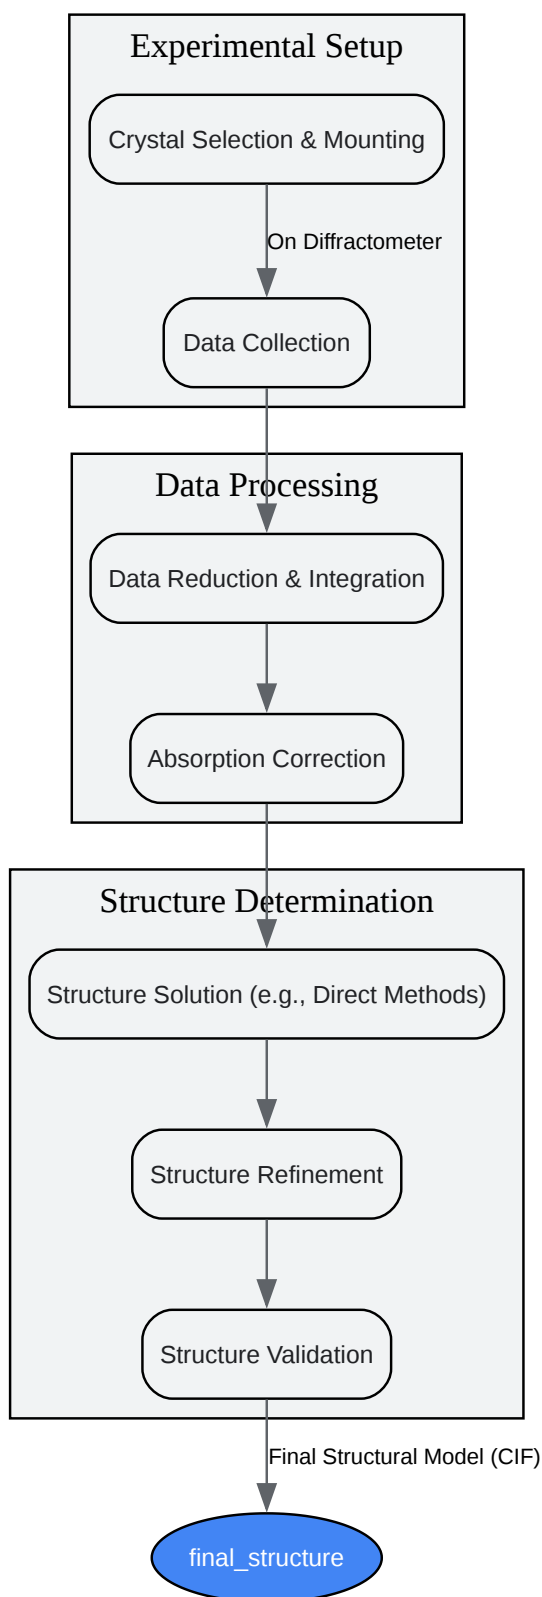 Experimental Setup
Crystal Selection & Mounting
On Diffractometer
Data Collection
Data Processing
Data Reduction & Integration
Absorption Correction
Structure Determination
Structure Solution (e.g., Direct Methods)
Structure Refinement
Structure Validation
Final Structural Model (CIF)
final_structure